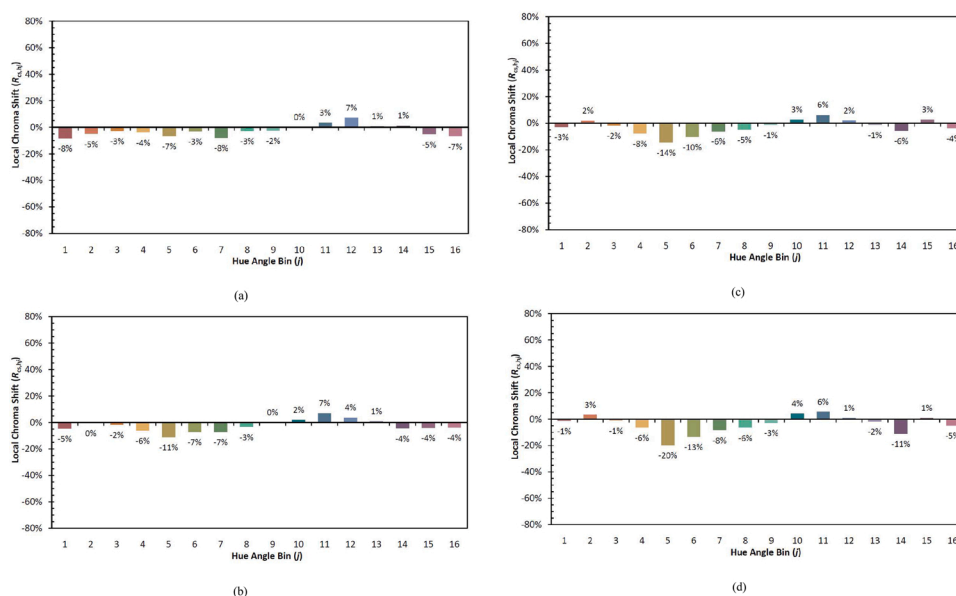 80%
60%
40%
20%
0%
-20%
-40%
-60%
-80%
Local Chroma Shift (Rcs,hj)
-8% -5% -3% -4% -7% -3% -8% -3% -2% 0% 3% 7% 1% 1% -5% -7%
1 2 3 4 5 6 7 8 9 10 11 12 13 14 15 16
Hue Angle Bin (j)
(a)
80%
60%
40%
20%
0%
-20%
-40%
-60%
-80%
Local Chroma Shift (Rcs,hj)
-5% 0% -2% -6% -11% -7% -7% -3% 0% 2% 7% 4% 1% -4% -4% -4%
1 2 3 4 5 6 7 8 9 10 11 12 13 14 15 16
Hue Angle Bin (j)
(b)
80%
60%
40%
20%
0%
-20%
-40%
-60%
-80%
Local Chroma Shift (Rcs,hj)
-3% 2% -2% -8% -14% -10% -6% -5% -1% 3% 6% 2% -1% -6% 3% -4%
1 2 3 4 5 6 7 8 9 10 11 12 13 14 15 16
Hue Angle Bin (j)
(c)
80%
60%
40%
20%
0%
-20%
-40%
-60%
-80%
Local Chroma Shift (Rcs,hj)
-1% 3% -1% -6% -20% -13% -8% -6% -3% 4% 6% 1% -2% -11% 1% -5%
1 2 3 4 5 6 7 8 9 10 11 12 13 14 15 16
Hue Angle Bin (j)
(d)